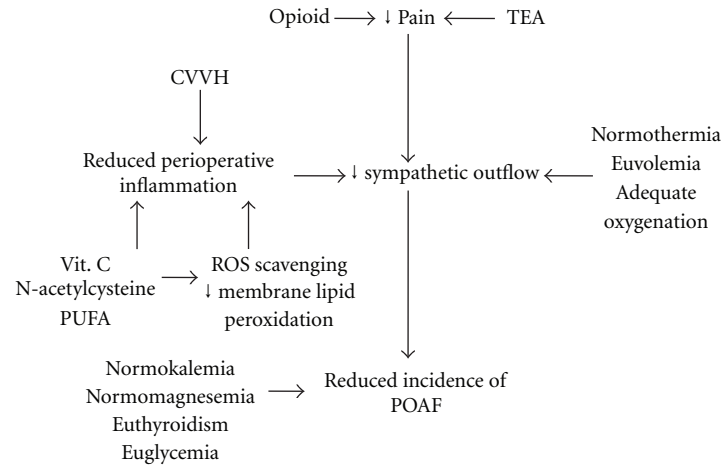 Opioid → ↓ Pain ← TEA
CVVH
Reduced perioperative
inflammation
→ ↓ sympathetic outflow ←
Normothermia
Euvolemia
Adequate
oxygenation
Vit. C
N-acetylcysteine
PUFA
→
ROS scavenging
↓ membrane lipid
peroxidation
Normokalemia
Normomagnesemia
Euthyroidism
Euglycemia
→
Reduced incidence of
POAF